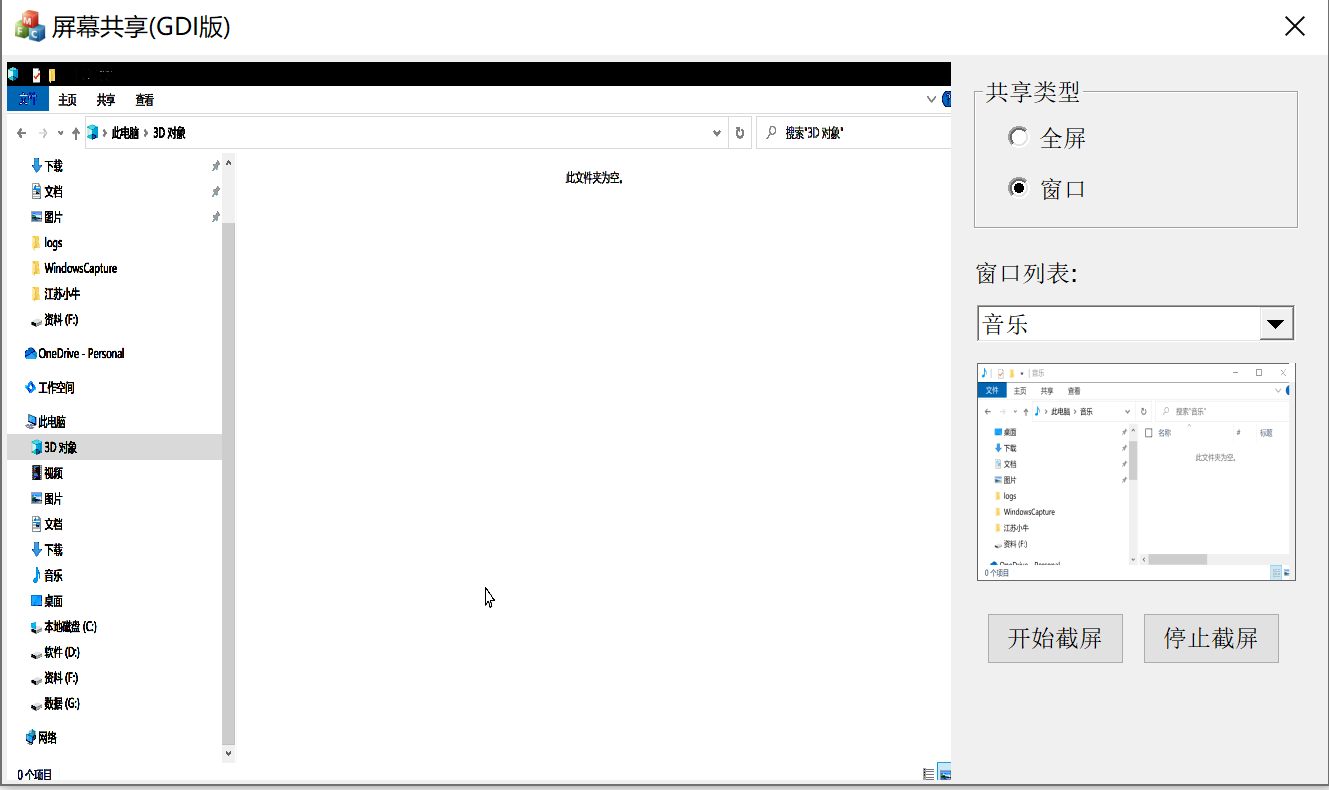 屏幕共享(GDI版)
文件 主页 共享 查看
此电脑 › 3D 对象 搜索"3D 对象"
下载
文档
图片
logs
WindowsCapture
江苏小牛
资料 (F:)
OneDrive - Personal
工作空间
此电脑
3D 对象
视频
图片
文档
下载
音乐
桌面
本地磁盘 (C:)
软件 (D:)
资料 (F:)
数据 (G:)
网络
0 个项目
此文件夹为空。
共享类型
全屏
窗口
窗口列表:
音乐
音乐
文件 主页 共享 查看
此电脑 › 音乐 搜索"音乐"
桌面
下载
文档
图片
logs
WindowsCapture
江苏小牛
资料 (F:)
OneDrive - Personal
0 个项目
名称 # 标题
此文件夹为空。
开始截屏 停止截屏